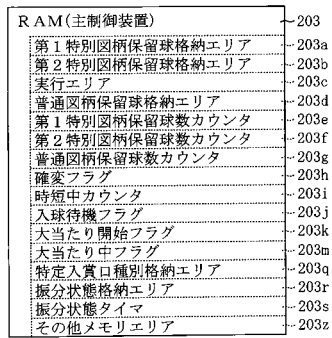 RAM(主制御装置) 203
第1特別図柄保留球格納エリア 203a
第2特別図柄保留球格納エリア 203b
実行エリア 203c
普通図柄保留球格納エリア 203d
第1特別図柄保留球数カウンタ 203e
第2特別図柄保留球数カウンタ 203f
普通図柄保留球数カウンタ 203g
確変フラグ 203h
時短中カウンタ 203i
入球待機フラグ 203j
大当たり開始フラグ 203k
大当たり中フラグ 203m
特定入賞口種別格納エリア 203q
振分状態格納エリア 203r
振分状態タイマ 203s
その他メモリエリア 203z